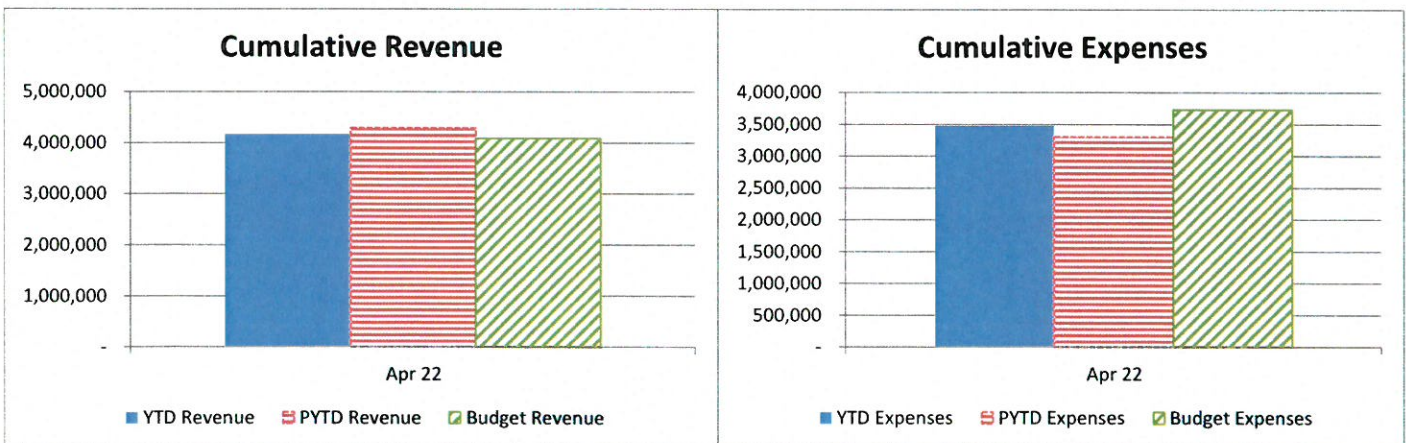 Cumulative Revenue
5,000,000
4,000,000
3,000,000
2,000,000
1,000,000
-
Apr 22
YTD Revenue PYTD Revenue Budget Revenue
Cumulative Expenses
4,000,000
3,500,000
3,000,000
2,500,000
2,000,000
1,500,000
1,000,000
500,000
-
Apr 22
YTD Expenses PYTD Expenses Budget Expenses